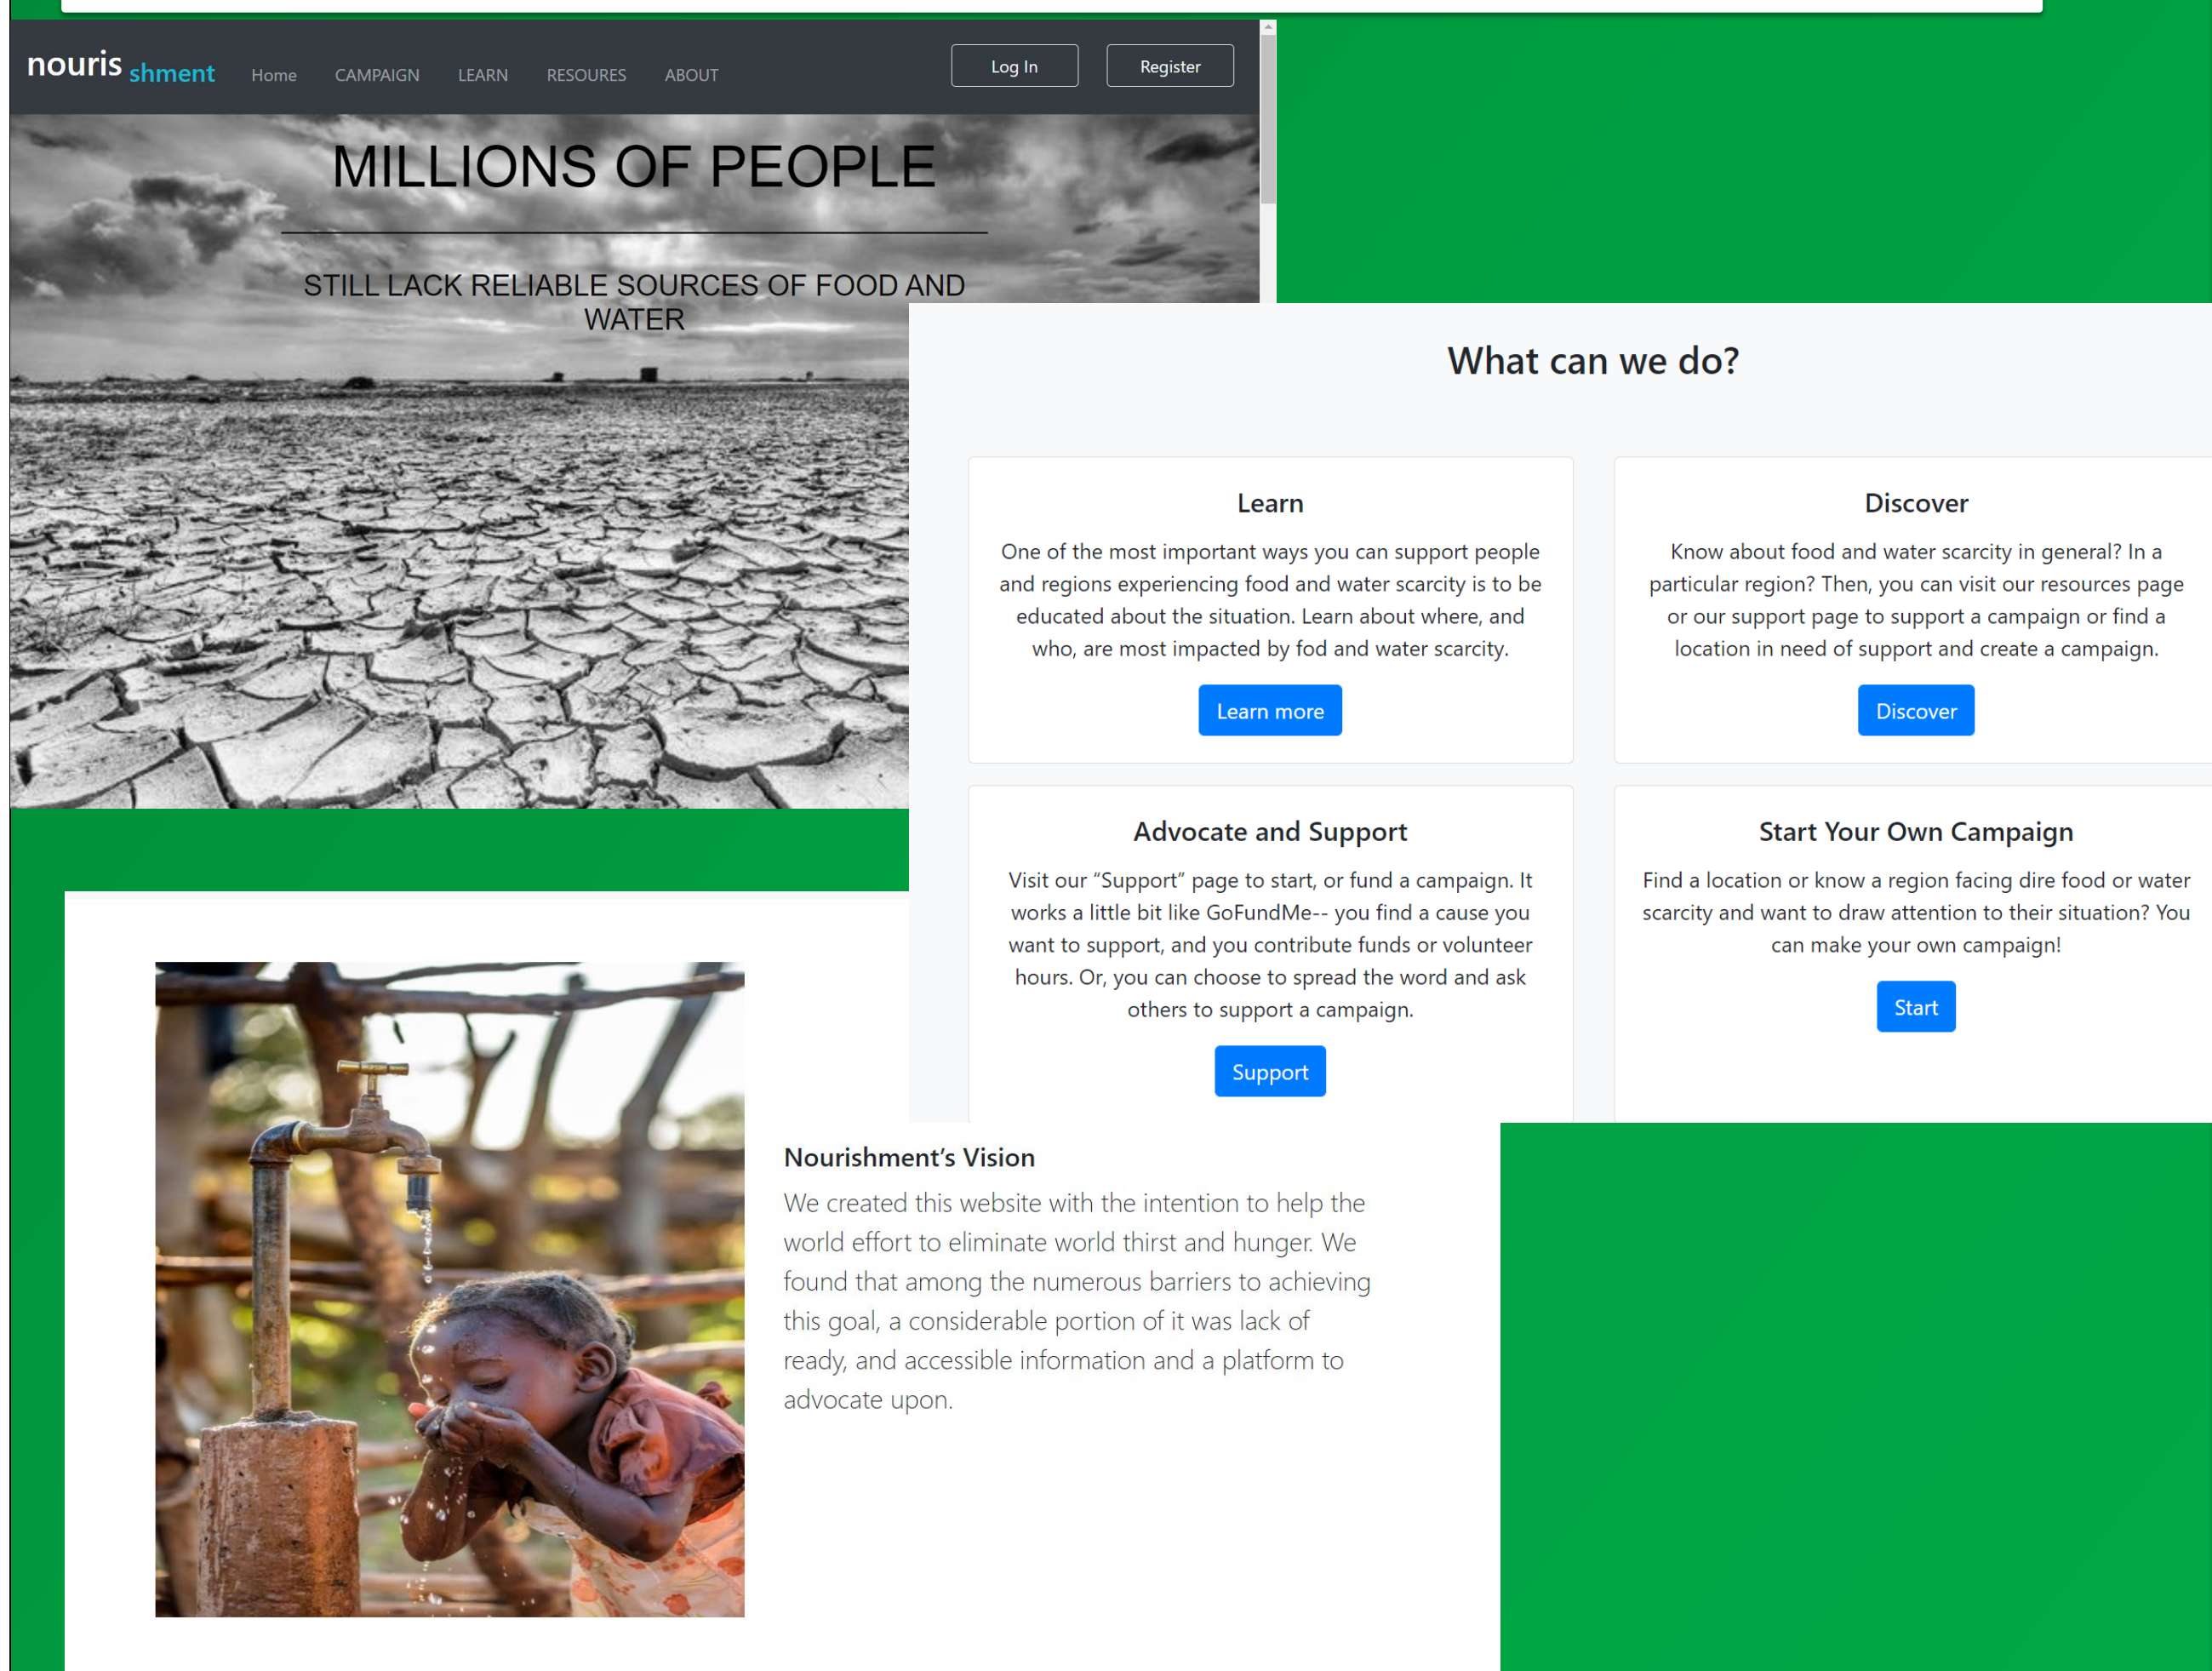 nouris shment Home CAMPAIGN LEARN RESOURES ABOUT Log In Register
MILLIONS OF PEOPLE
STILL LACK RELIABLE SOURCES OF FOOD AND
WATER
What can we do?
Learn
One of the most important ways you can support people
and regions experiencing food and water scarcity is to be
educated about the situation. Learn about where, and
who, are most impacted by fod and water scarcity.
Learn more
Discover
Know about food and water scarcity in general? In a
particular region? Then, you can visit our resources page
or our support page to support a campaign or find a
location in need of support and create a campaign.
Discover
Advocate and Support
Visit our “Support” page to start, or fund a campaign. It
works a little bit like GoFundMe-- you find a cause you
want to support, and you contribute funds or volunteer
hours. Or, you can choose to spread the word and ask
others to support a campaign.
Support
Start Your Own Campaign
Find a location or know a region facing dire food or water
scarcity and want to draw attention to their situation? You
can make your own campaign!
Start
Nourishment’s Vision
We created this website with the intention to help the
world effort to eliminate world thirst and hunger. We
found that among the numerous barriers to achieving
this goal, a considerable portion of it was lack of
ready, and accessible information and a platform to
advocate upon.